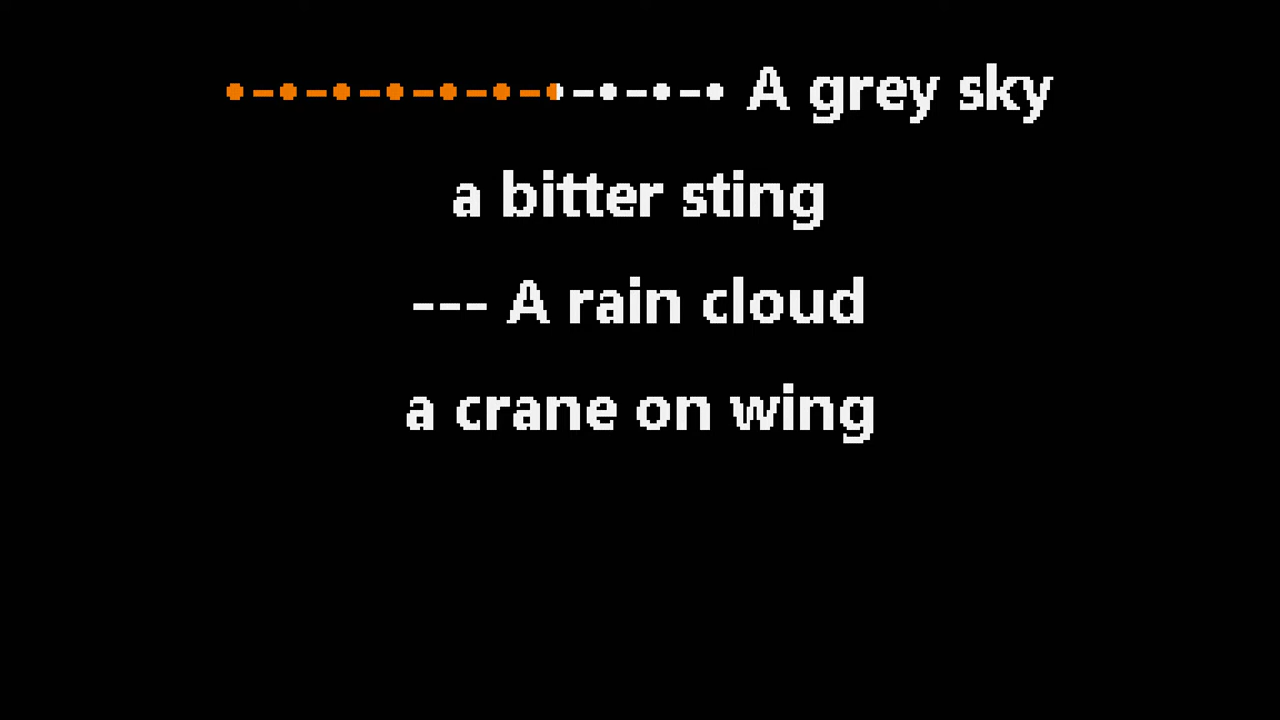 •–•–•–•–•–•–•–•–•–• A grey sky
a bitter sting
--- A rain cloud
a crane on wing